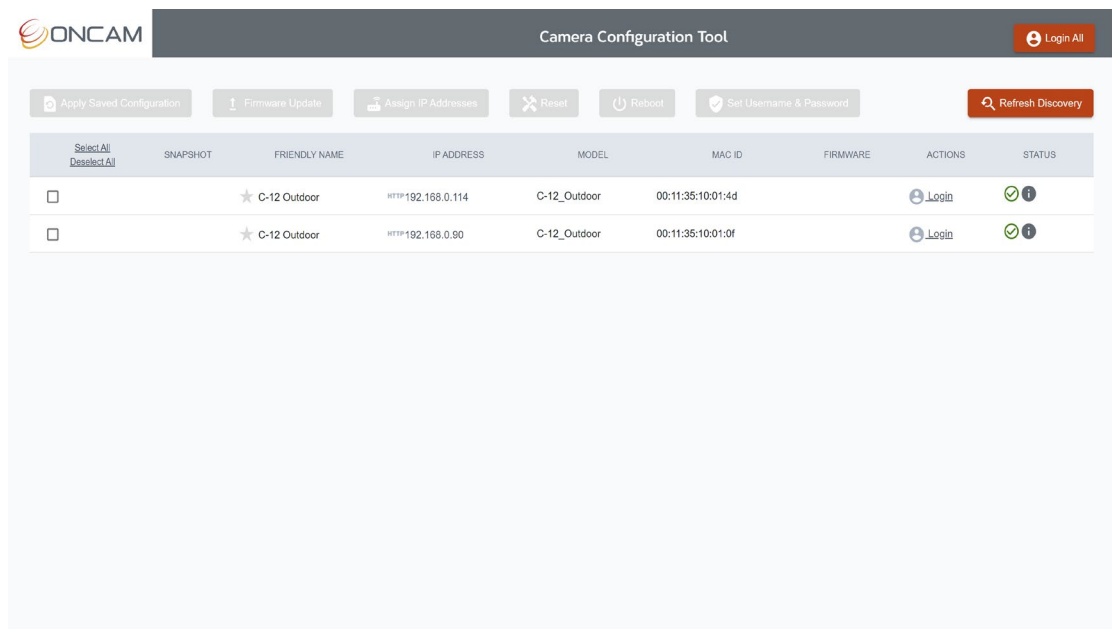 ONCAM
Camera Configuration Tool
Login All
Apply Saved Configuration
Firmware Update
Assign IP Addresses
Reset
Reboot
Set Username & Password
Refresh Discovery
Select All
Deselect All
SNAPSHOT
FRIENDLY NAME
IP ADDRESS
MODEL
MAC ID
FIRMWARE
ACTIONS
STATUS
C-12 Outdoor HTTP 192.168.0.114 C-12_Outdoor 00:11:35:10:01:4d Login
C-12 Outdoor HTTP 192.168.0.90 C-12_Outdoor 00:11:35:10:01:0f Login